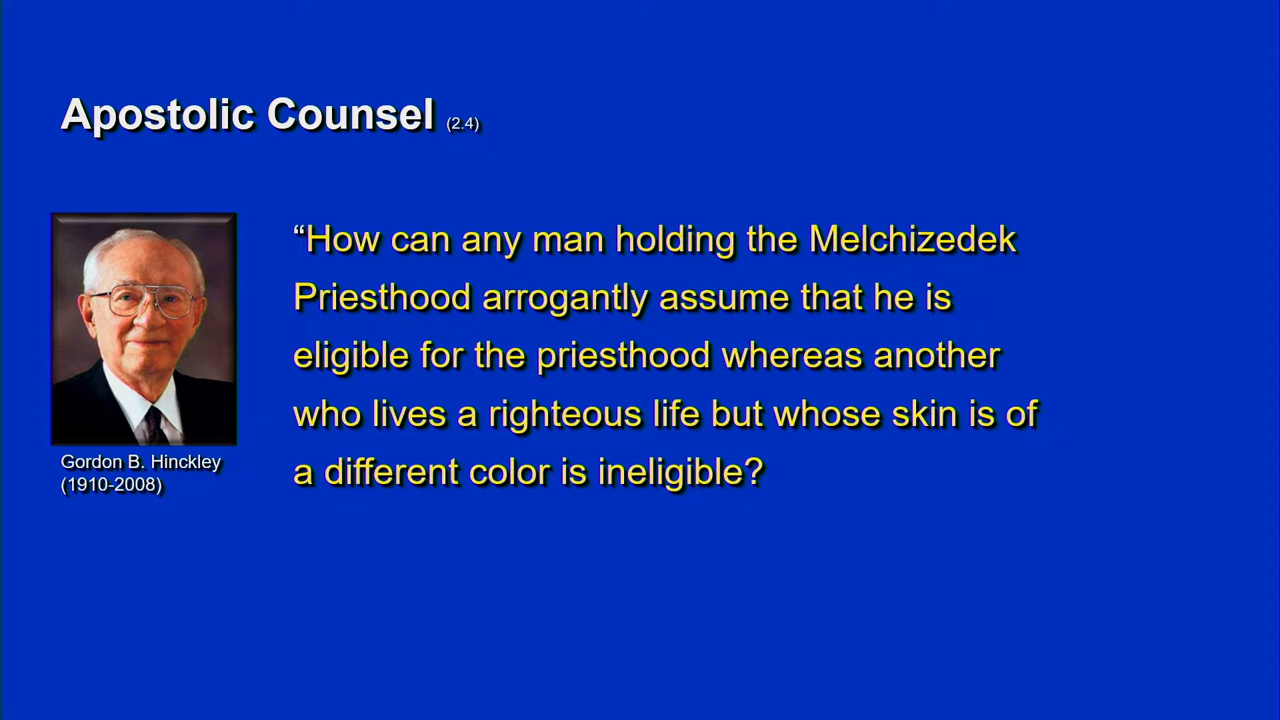 Apostolic Counsel (2.4)
“How can any man holding the Melchizedek
Priesthood arrogantly assume that he is
eligible for the priesthood whereas another
who lives a righteous life but whose skin is of
a different color is ineligible?
Gordon B. Hinckley
(1910-2008)